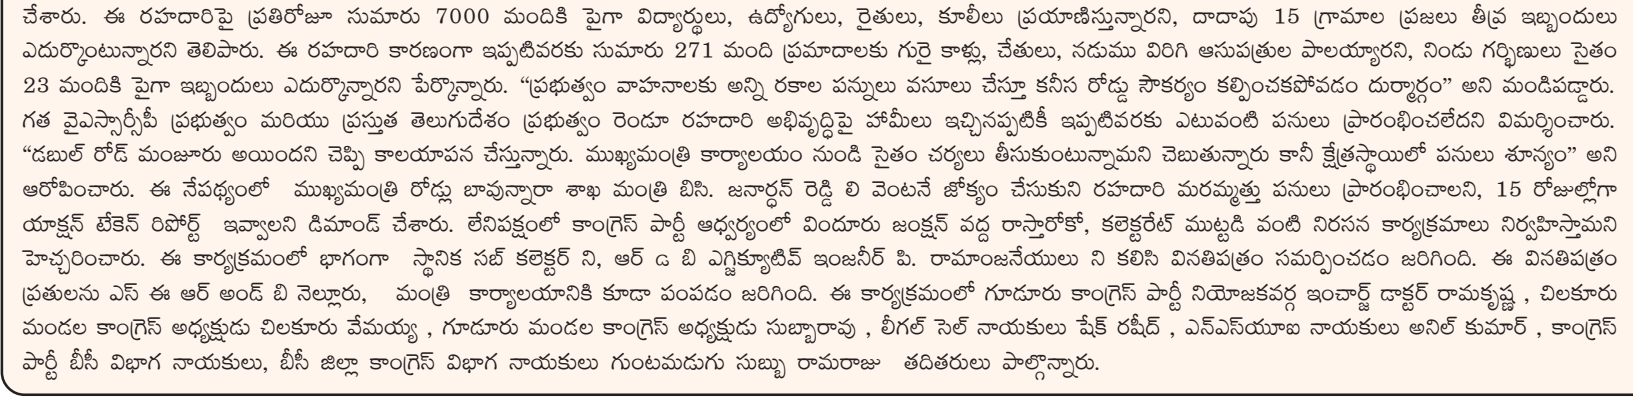 చేశారు. ఈ రహదారిపై ప్రతిరోజూ సుమారు 7000 మందికి పైగా విద్యార్థులు, ఉద్యోగులు, రైతులు, కూలీలు ప్రయాణిస్తున్నారని, దాదాపు 15 గ్రామాల ప్రజలు తీవ్ర ఇబ్బందులు
ఎదుర్కొంటున్నారని తెలిపారు. ఈ రహదారి కారణంగా ఇప్పటివరకు సుమారు 271 మంది ప్రమాదాలకు గురై కాళ్లు, చేతులు, నడుము విరిగి ఆసుపత్రుల పాలయ్యారని, నిండు గర్భిణులు సైతం
23 మందికి పైగా ఇబ్బందులు ఎదుర్కొన్నారని పేర్కొన్నారు. “ప్రభుత్వం వాహనాలకు అన్ని రకాల పన్నులు వసూలు చేస్తూ కనీస రోడ్డు సౌకర్యం కల్పించకపోవడం దుర్మార్గం” అని మండిపడ్డారు.
గత వైఎస్సార్సీపీ ప్రభుత్వం మరియు ప్రస్తుత తెలుగుదేశం ప్రభుత్వం రెండూ రహదారి అభివృద్ధిపై హామీలు ఇచ్చినప్పటికీ ఇప్పటివరకు ఎటువంటి పనులు ప్రారంభించలేదని విమర్శించారు.
“డబుల్ రోడ్ మంజూరు అయిందని చెప్పి కాలయాపన చేస్తున్నారు. ముఖ్యమంత్రి కార్యాలయం నుండి సైతం చర్యలు తీసుకుంటున్నామని చెబుతున్నారు కానీ క్షేత్రస్థాయిలో పనులు శూన్యం” అని
ఆరోపించారు. ఈ నేపథ్యంలో ముఖ్యమంత్రి రోడ్లు బావున్నారా శాఖ మంత్రి బిసి. జనార్ధన్ రెడ్డి లి వెంటనే జోక్యం చేసుకుని రహదారి మరమ్మత్తు పనులు ప్రారంభించాలని, 15 రోజుల్లోగా
యాక్షన్ టేకెన్ రిపోర్ట్ ఇవ్వాలని డిమాండ్ చేశారు. లేనిపక్షంలో కాంగ్రెస్ పార్టీ ఆధ్వర్యంలో విందూరు జంక్షన్ వద్ద రాస్తారోకో, కలెక్టరేట్ ముట్టడి వంటి నిరసన కార్యక్రమాలు నిర్వహిస్తామని
హెచ్చరించారు. ఈ కార్యక్రమంలో భాగంగా స్థానిక సబ్ కలెక్టర్ ని, ఆర్ & బి ఎగ్జిక్యూటివ్ ఇంజనీర్ పి. రామాంజనేయులు ని కలిసి వినతిపత్రం సమర్పించడం జరిగింది. ఈ వినతిపత్రం
ప్రతులను ఎస్ ఈ ఆర్ అండ్ బి నెల్లూరు, మంత్రి కార్యాలయానికి కూడా పంపడం జరిగింది. ఈ కార్యక్రమంలో గూడూరు కాంగ్రెస్ పార్టీ నియోజకవర్గ ఇంచార్జ్ డాక్టర్ రామకృష్ణ , చిలకూరు
మండల కాంగ్రెస్ అధ్యక్షుడు చిలకూరు వేమయ్య , గూడూరు మండల కాంగ్రెస్ అధ్యక్షుడు సుబ్బారావు , లీగల్ సెల్ నాయకులు షేక్ రషీద్ , ఎన్ఎస్‌యూఐ నాయకులు అనిల్ కుమార్ , కాంగ్రెస్
పార్టీ బీసీ విభాగ నాయకులు, బీసీ జిల్లా కాంగ్రెస్ విభాగ నాయకులు గుంటమడుగు సుబ్బు రామరాజు తదితరులు పాల్గొన్నారు.